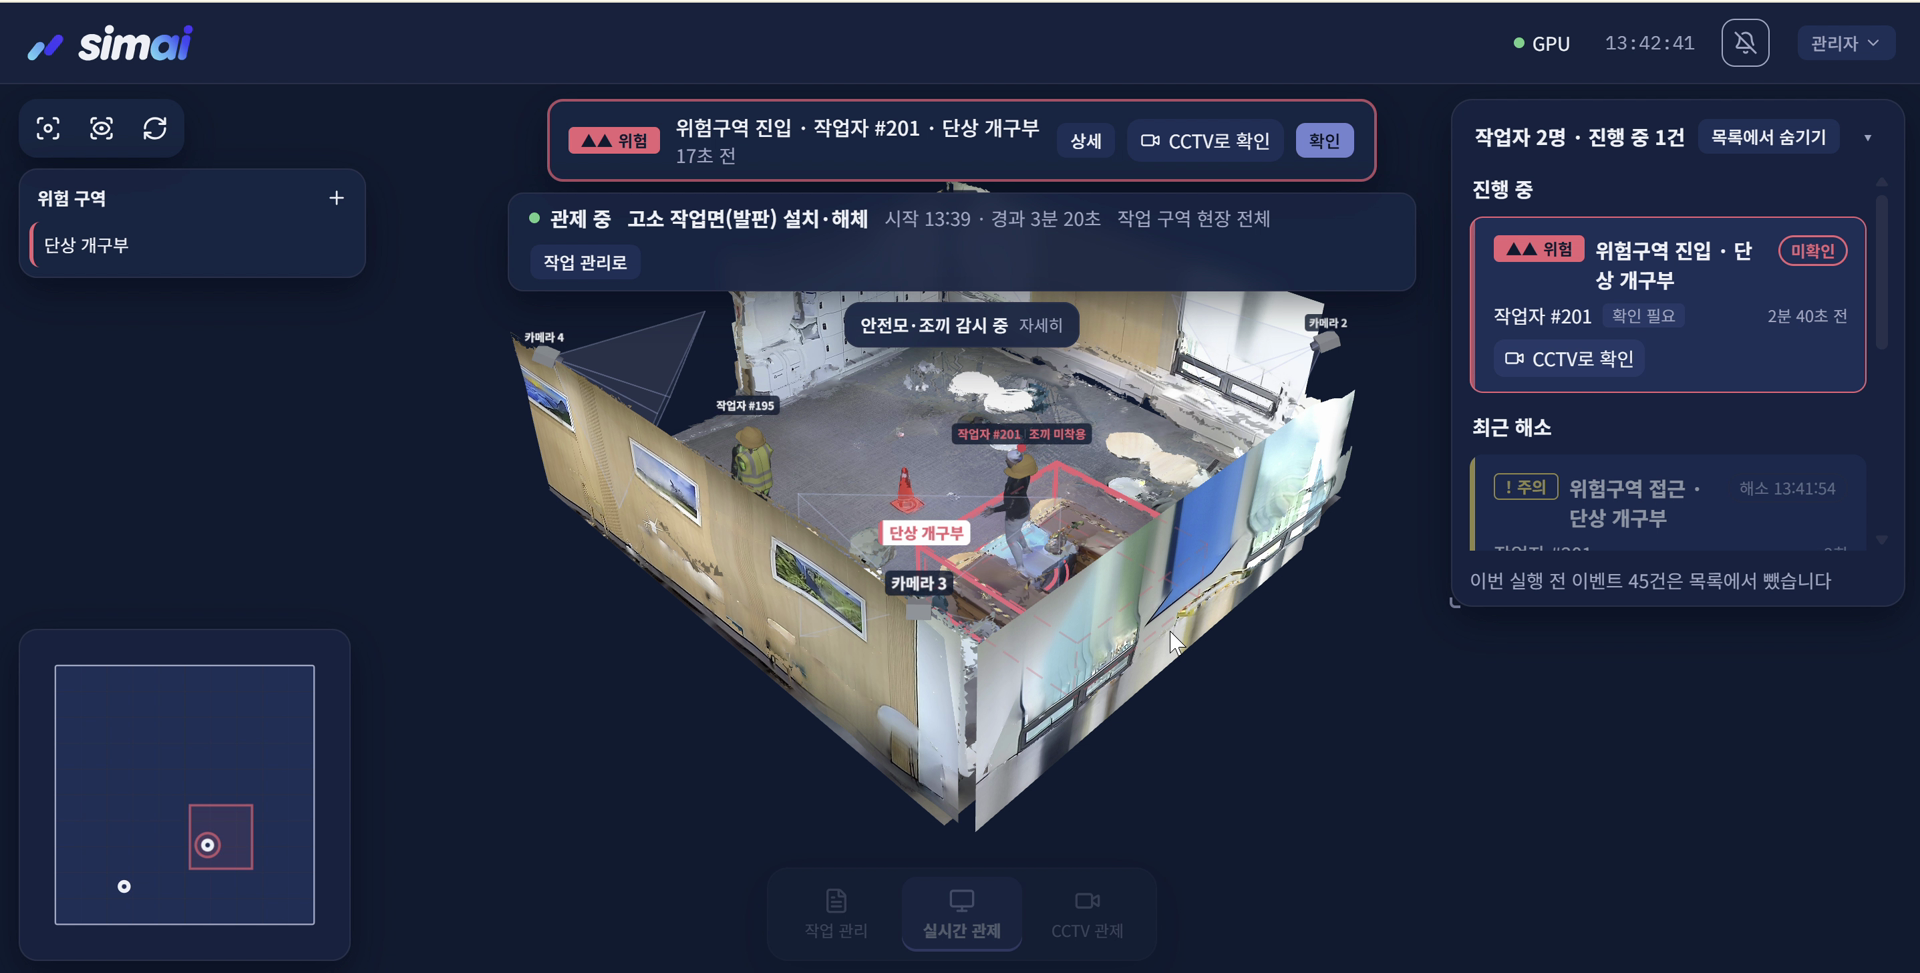 simai
GPU
13:42:41
관리자
위험 구역
단상 개구부
▲▲ 위험
위험구역 진입 · 작업자 #201 · 단상 개구부
17초 전
상세
CCTV로 확인
확인
관제 중 고소 작업면(발판) 설치·해체 시작 13:39 · 경과 3분 20초 작업 구역 현장 전체
작업 관리로
안전모·조끼 감시 중 자세히
카메라 4
카메라 2
작업자 #195
작업자 #201 조끼 미착용
단상 개구부
카메라 3
작업자 2명 · 진행 중 1건
목록에서 숨기기
진행 중
▲▲ 위험
위험구역 진입 · 단
상 개구부
미확인
작업자 #201 확인 필요 2분 40초 전
CCTV로 확인
최근 해소
! 주의
위험구역 접근 ·
단상 개구부
해소 13:41:54
작업자 #201
이번 실행 전 이벤트 45건은 목록에서 뺐습니다
작업 관리
실시간 관제
CCTV 관제